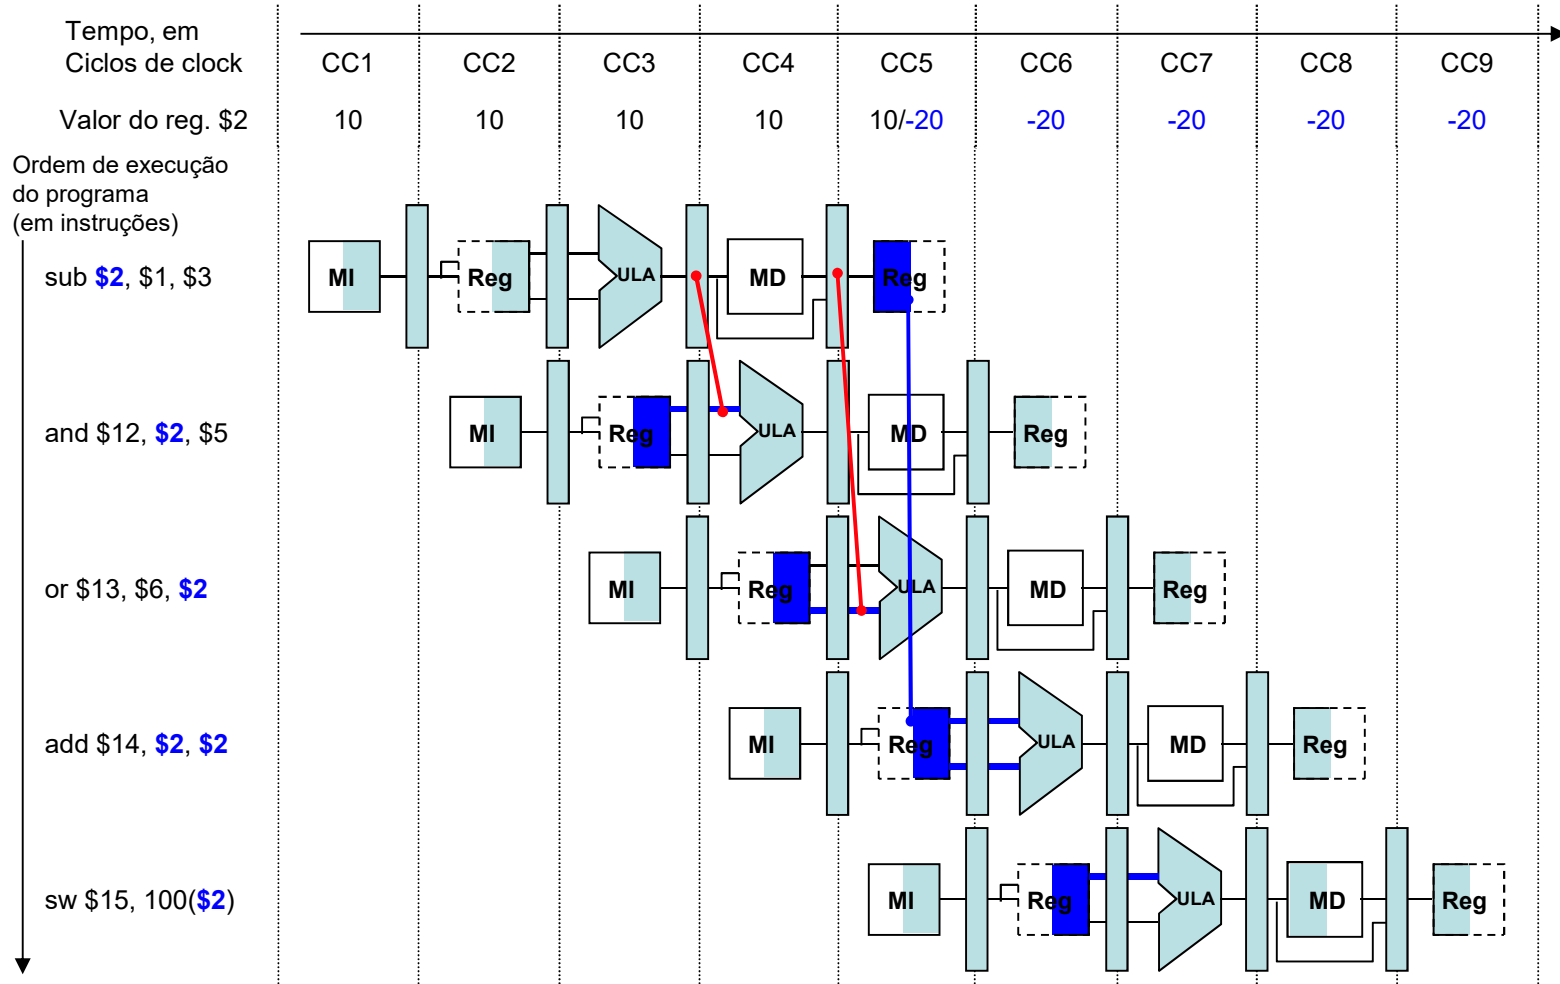 Tempo, em
Ciclos de clock
CC1 CC2 CC3 CC4 CC5 CC6 CC7 CC8 CC9
Valor do reg. $2 10 10 10 10 10/-20 -20 -20 -20 -20
Ordem de execução
do programa
(em instruções)
sub $2, $1, $3 MI Reg ULA MD Reg
and $12, $2, $5 MI Reg ULA MD Reg
or $13, $6, $2 MI Reg ULA MD Reg
add $14, $2, $2 MI Reg ULA MD Reg
sw $15, 100($2) MI Reg ULA MD Reg